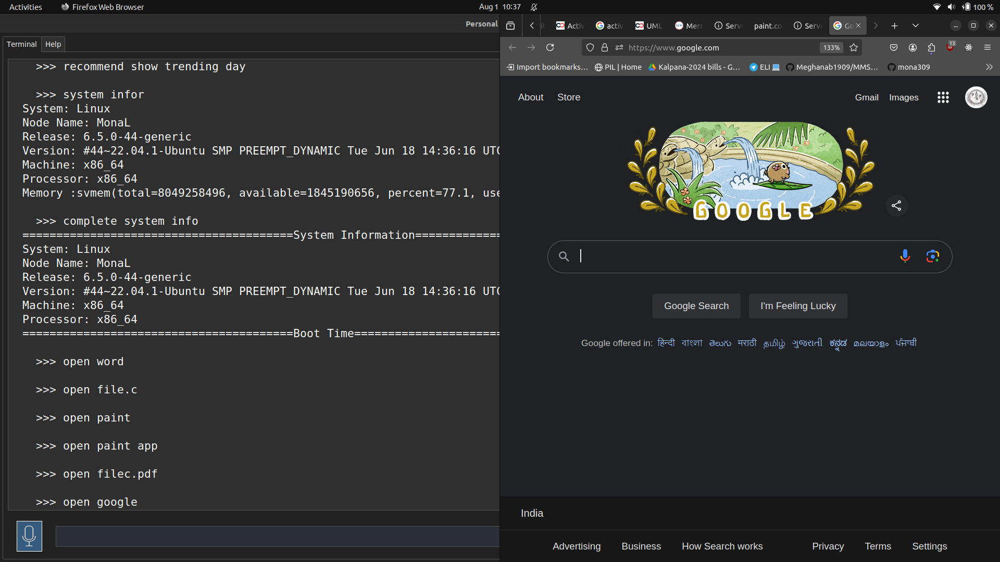 Activities Firefox Web Browser Aug 1 10:37 100 %
Personal
Terminal Help
>>> recommend show trending day
>>> system infor
System: Linux
Node Name: MonaL
Release: 6.5.0-44-generic
Version: #44~22.04.1-Ubuntu SMP PREEMPT_DYNAMIC Tue Jun 18 14:36:16 UTC
Machine: x86_64
Processor: x86_64
Memory :svmem(total=8049258496, available=1845190656, percent=77.1, use
>>> complete system info
========================================System Information=============
System: Linux
Node Name: MonaL
Release: 6.5.0-44-generic
Version: #44~22.04.1-Ubuntu SMP PREEMPT_DYNAMIC Tue Jun 18 14:36:16 UTC
Machine: x86_64
Processor: x86_64
========================================Boot Time======================
>>> open word
>>> open file.c
>>> open paint
>>> open paint app
>>> open filec.pdf
>>> open google
Activ activ UML Merr Serv paint.co Serv Go
https://www.google.com 133% 13
Import bookmarks... PIL | Home Kalpana-2024 bills - G... ELI Meghanab1909/MMS... mona309
About Store Gmail Images
GOOGLE
Google Search I'm Feeling Lucky
Google offered in: हिन्दी বাংলা తెలుగు मराठी தமிழ் ગુજરાતી ಕನ್ನಡ മലയാളം ਪੰਜਾਬੀ
India
Advertising Business How Search works Privacy Terms Settings